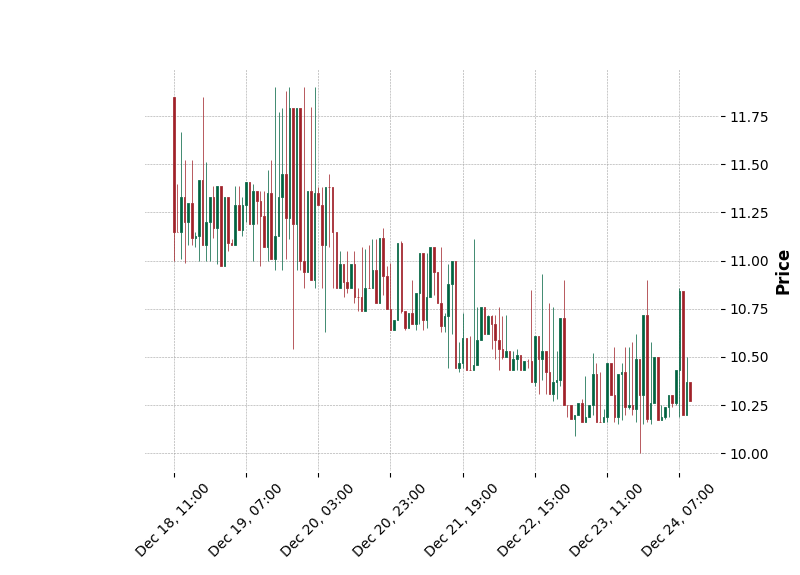 11.75
11.50
11.25
11.00
10.75
10.50
10.25
10.00
Price
Dec 18, 11:00
Dec 19, 07:00
Dec 20, 03:00
Dec 20, 23:00
Dec 21, 19:00
Dec 22, 15:00
Dec 23, 11:00
Dec 24, 07:00